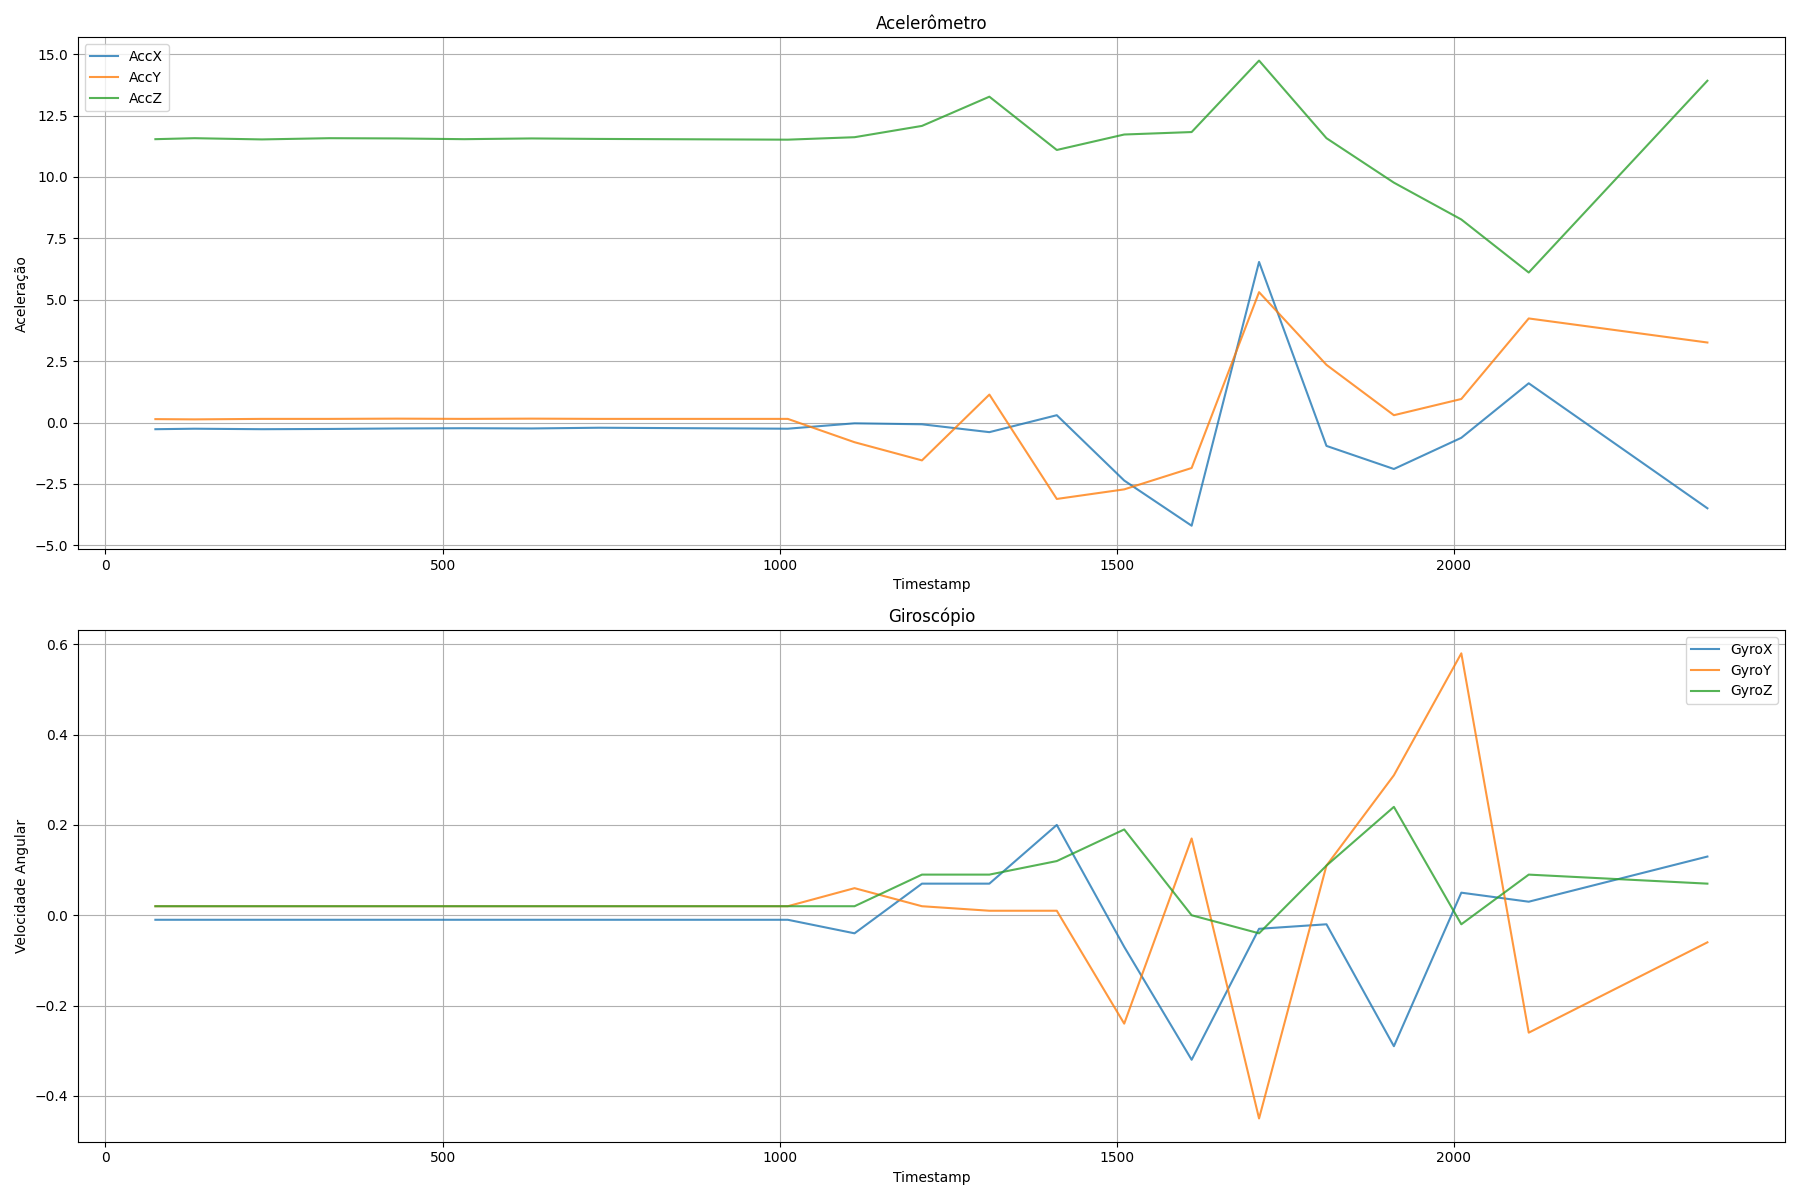 Acelerômetro
15.0
12.5
10.0
7.5
5.0
2.5
0.0
−2.5
−5.0
Aceleração
AccX
AccY
AccZ
0 500 1000 1500 2000
Timestamp
Giroscópio
0.6
0.4
0.2
0.0
−0.2
−0.4
Velocidade Angular
GyroX
GyroY
GyroZ
0 500 1000 1500 2000
Timestamp